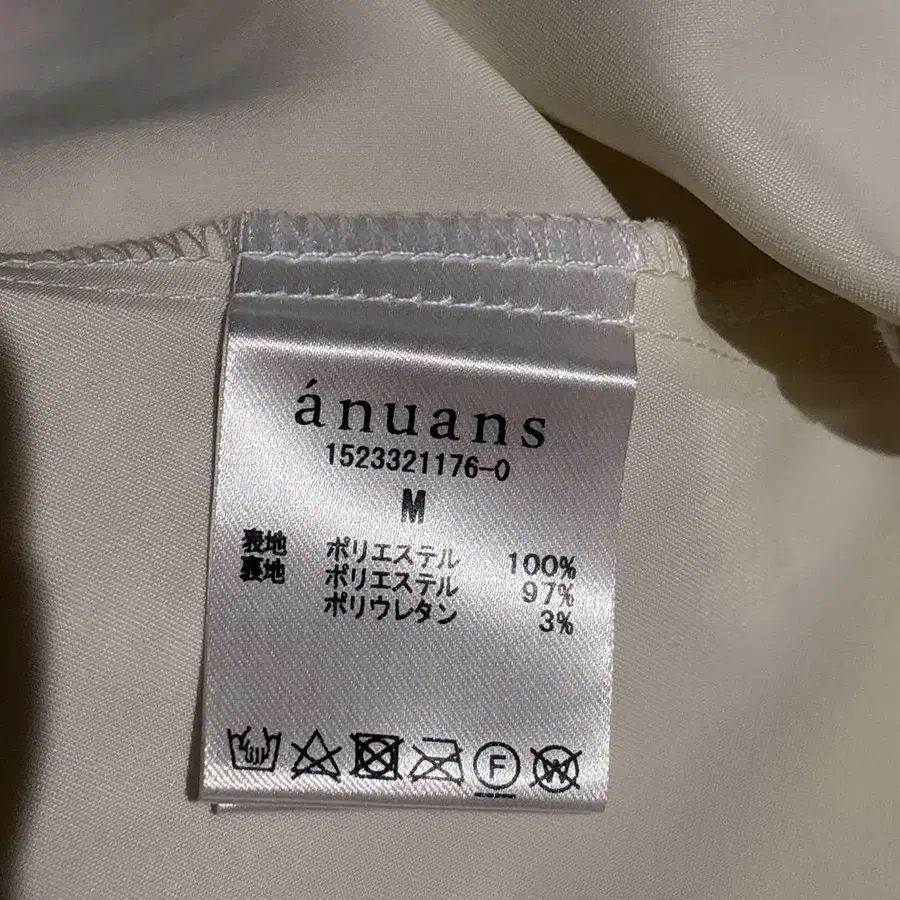 ánuans
1523321176-0
M
表地 ポリエステル 100%
裏地 ポリエステル 97%
ポリウレタン 3%
F W